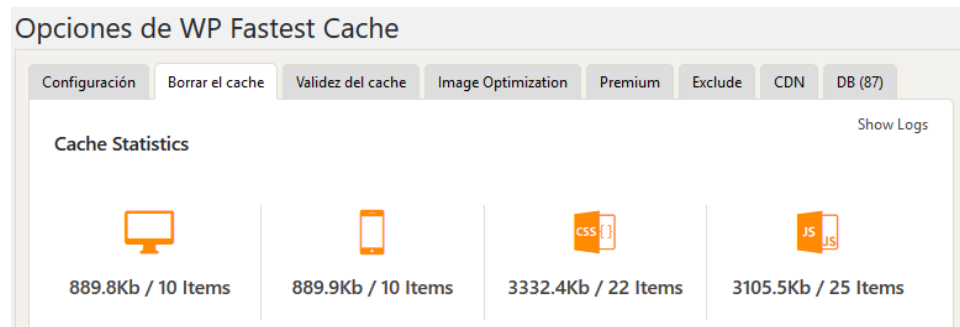 Opciones de WP Fastest Cache
Configuración Borrar el cache Validez del cache Image Optimization Premium Exclude CDN DB (87)
Show Logs
Cache Statistics
CSS { } JS JS
889.8Kb / 10 Items 889.9Kb / 10 Items 3332.4Kb / 22 Items 3105.5Kb / 25 Items